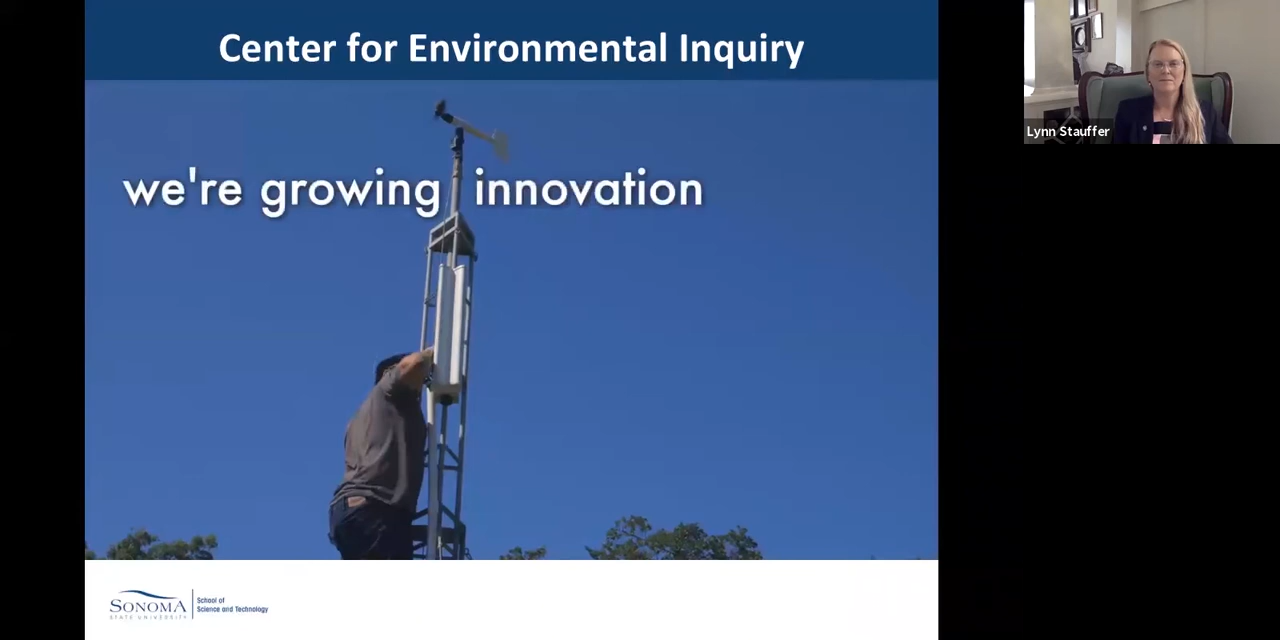 Center for Environmental Inquiry
Lynn Stauffer
we're growing innovation
SONOMA
STATE UNIVERSITY
School of
Science and Technology